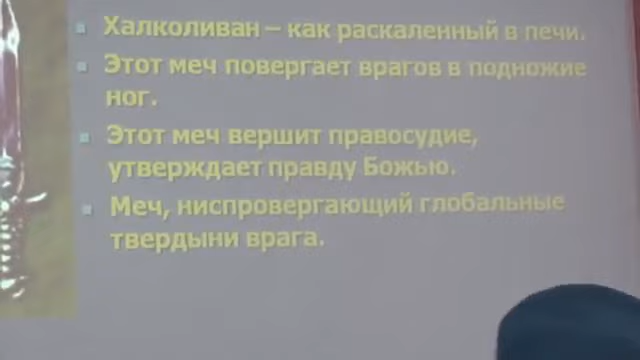 Халколиван – как раскаленный в печи.
Этот меч повергает врагов в подножие
ног.
Этот меч вершит правосудие,
утверждает правду Божью.
Меч, ниспровергающий глобальные
твердыни врага.